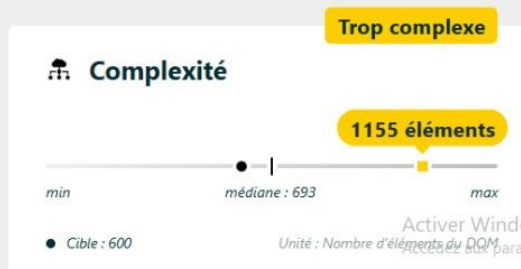 Trop complexe
Complexité
1155 éléments
min médiane : 693 max
Activer Wind
Cible : 600 Unité : Nombre d'éléments du DOM
Accédez aux para